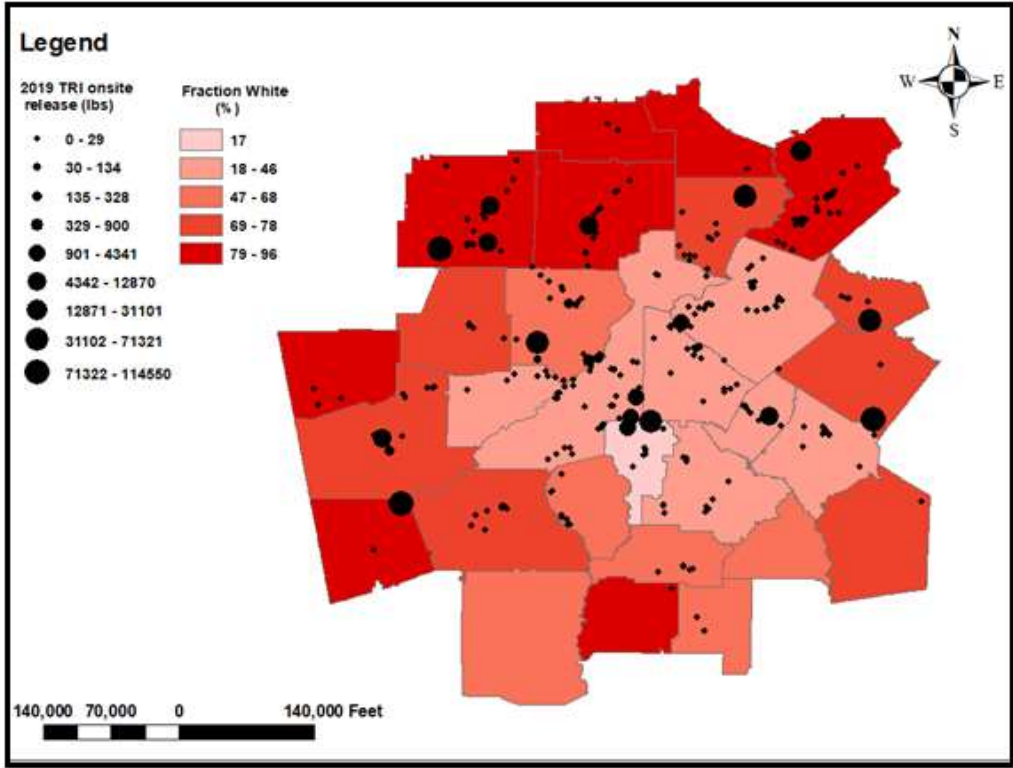 Legend
2019 TRI onsite
release (lbs)
0 - 29
30 - 134
135 - 328
329 - 900
901 - 4341
4342 - 12870
12871 - 31101
31102 - 71321
71322 - 114550
Fraction White
(%)
17
18 - 46
47 - 68
69 - 78
79 - 96
N
W
E
S
140,000 70,000 0 140,000 Feet